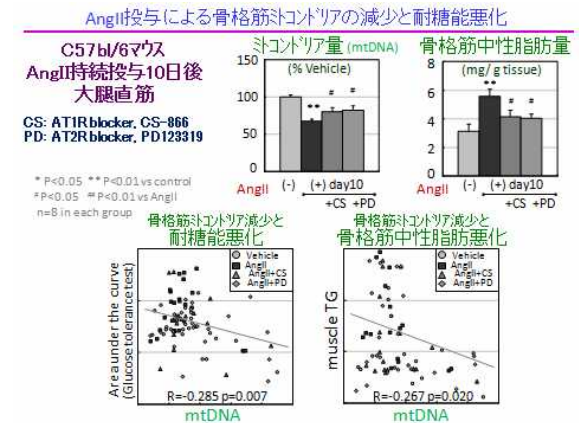 AngII投与による骨格筋ミトコンドリアの減少と耐糖能悪化
C57bl/6マウス
AngII持続投与10日後
大腿直筋
CS: AT1R blocker, CS-866
PD: AT2R blocker, PD123319
* P<0.05 **P<0.01 vs control
#P<0.05 ##P<0.01 vs AngII
n=8 in each group
ミトコンドリア量 (mtDNA)
(% Vehicle)
150
100
50
0
**
#
#
AngII (-) (+) day10
+CS +PD
骨格筋中性脂肪量
(mg/g tissue)
8
6
4
2
0
**
#
#
AngII (-) (+) day10
+CS +PD
骨格筋ミトコンドリア減少と
耐糖能悪化
Vehicle
AngII
AngII+CS
AngII+PD
Area under the curve
(Glucose tolerance test)
R=-0.285 p=0.007
mtDNA
骨格筋ミトコンドリア減少と
骨格筋中性脂肪悪化
Vehicle
AngII
AngII+CS
AngII+PD
muscle TG
R=-0.267 p=0.020
mtDNA